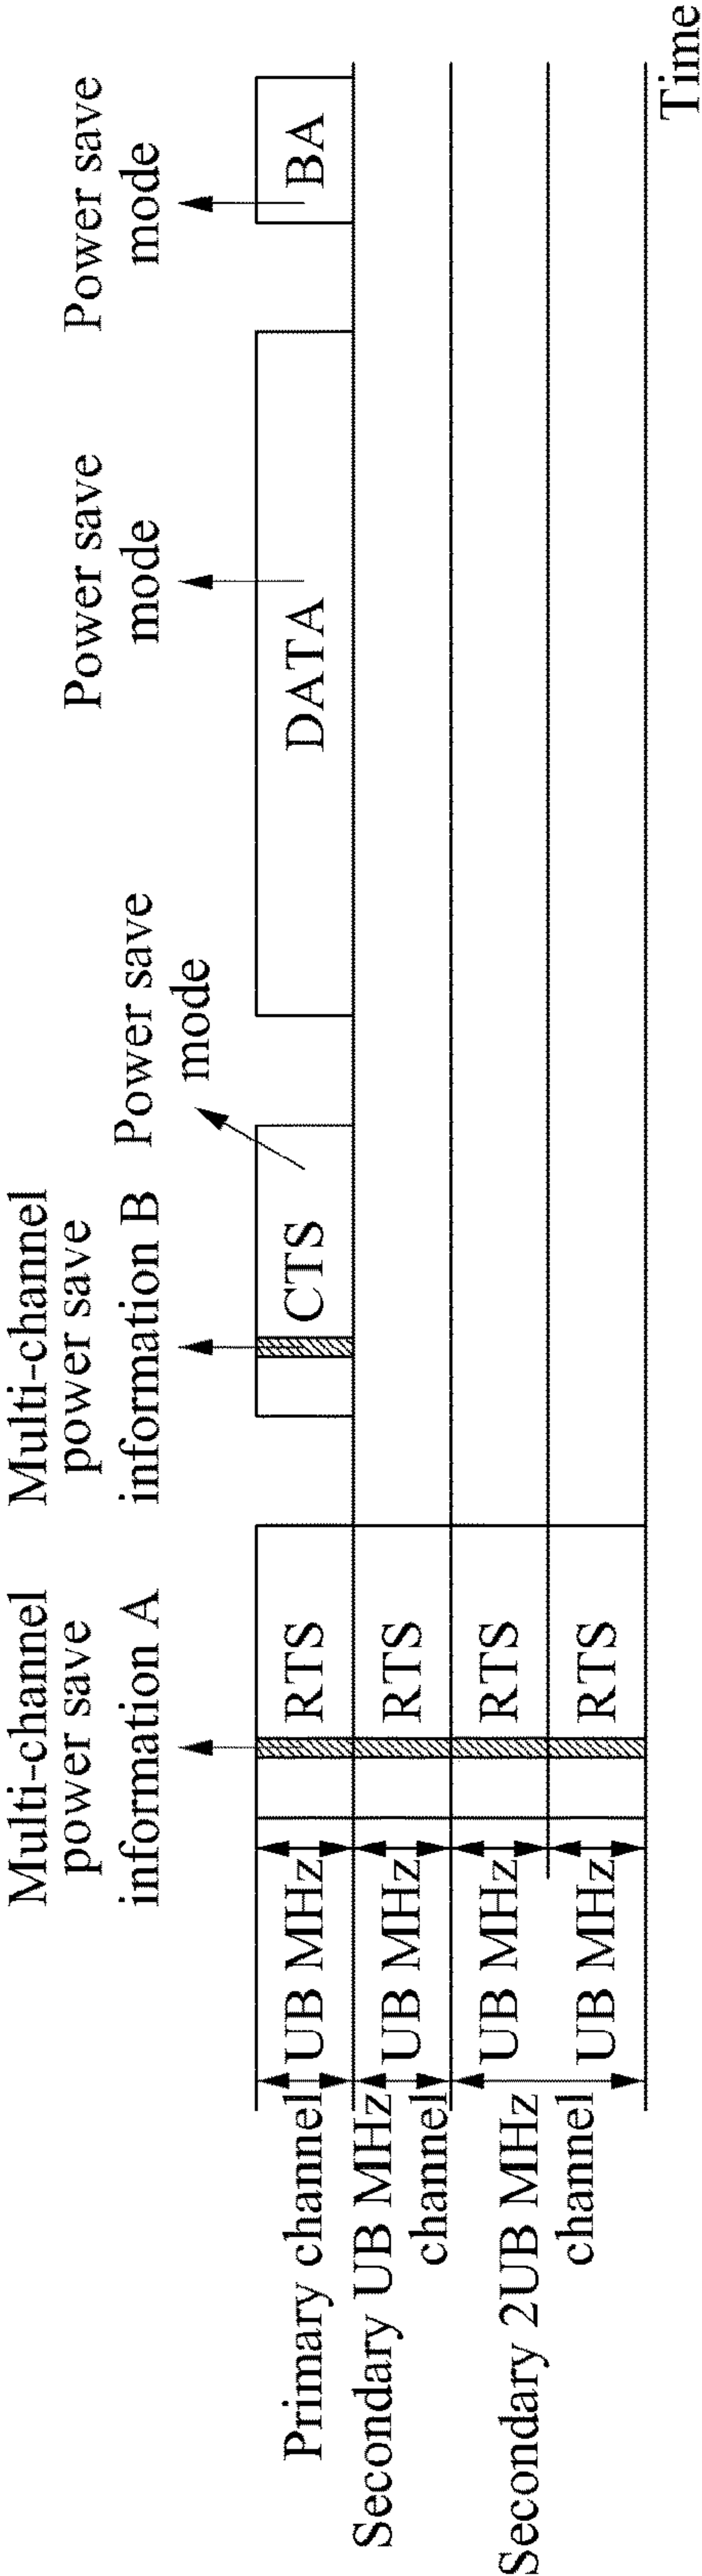 Multi-channel
power save
information A
Multi-channel
power save
information B
Power save
mode
Power save
mode
Power save
mode
Primary channel
UB MHz
RTS
CTS
DATA
BA
Secondary UB MHz
channel
UB MHz
RTS
Secondary 2UB MHz
channel
UB MHz
RTS
UB MHz
RTS
Time